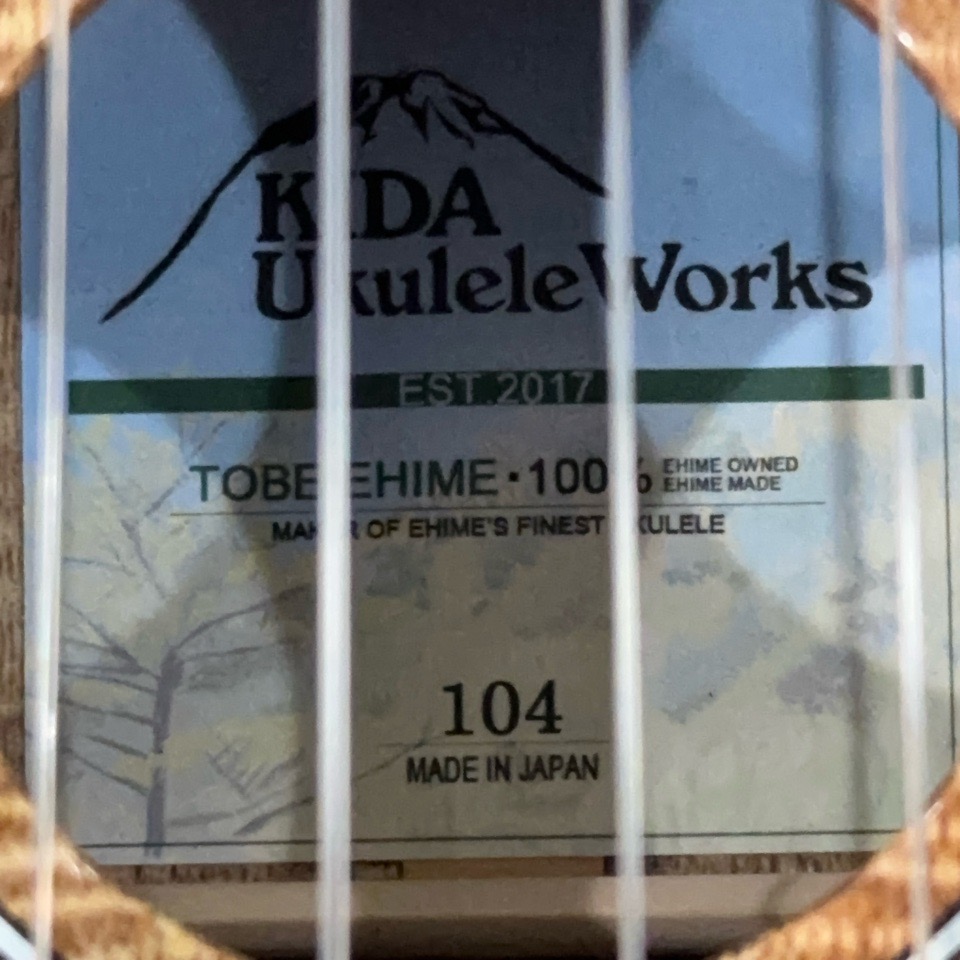 KIDA
Ukulele Works
EST.2017
TOBE EHIME・100%
EHIME OWNED
EHIME MADE
MAKER OF EHIME'S FINEST UKULELE
104
MADE IN JAPAN